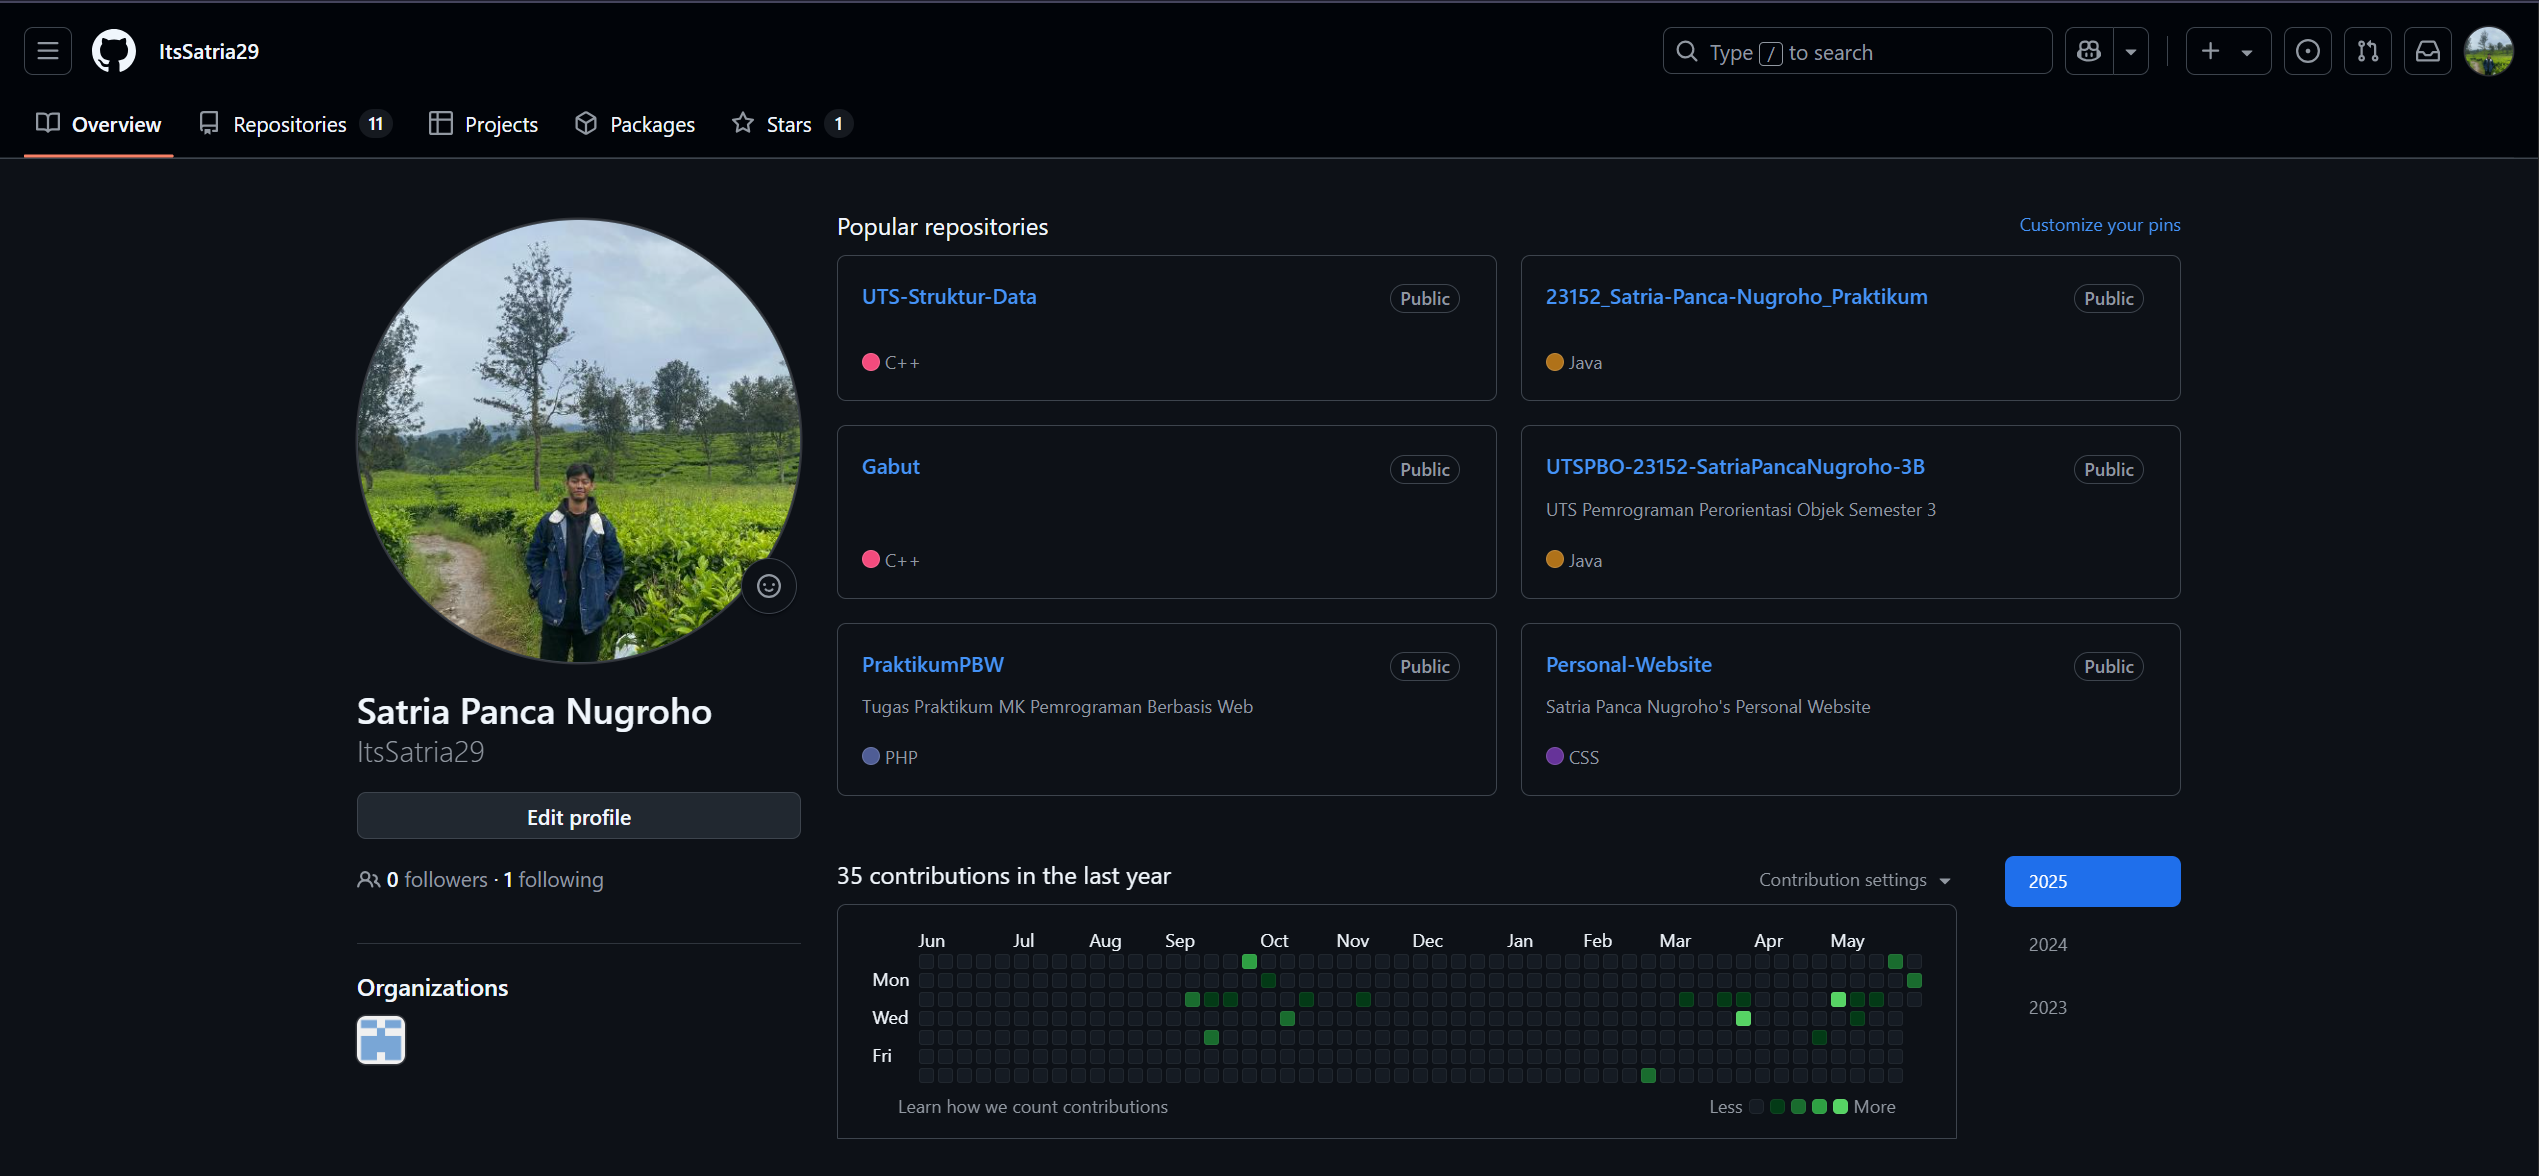 ItsSatria29
Type / to search
Overview
Repositories 11
Projects
Packages
Stars 1
Satria Panca Nugroho
ItsSatria29
Edit profile
0 followers · 1 following
Organizations
Popular repositories
Customize your pins
UTS-Struktur-Data
Public
C++
23152_Satria-Panca-Nugroho_Praktikum
Public
Java
Gabut
Public
C++
UTSPBO-23152-SatriaPancaNugroho-3B
Public
UTS Pemrograman Perorientasi Objek Semester 3
Java
PraktikumPBW
Public
Tugas Praktikum MK Pemrograman Berbasis Web
PHP
Personal-Website
Public
Satria Panca Nugroho's Personal Website
CSS
35 contributions in the last year
Contribution settings
Jun Jul Aug Sep Oct Nov Dec Jan Feb Mar Apr May
Mon
Wed
Fri
Learn how we count contributions
Less
More
2025
2024
2023